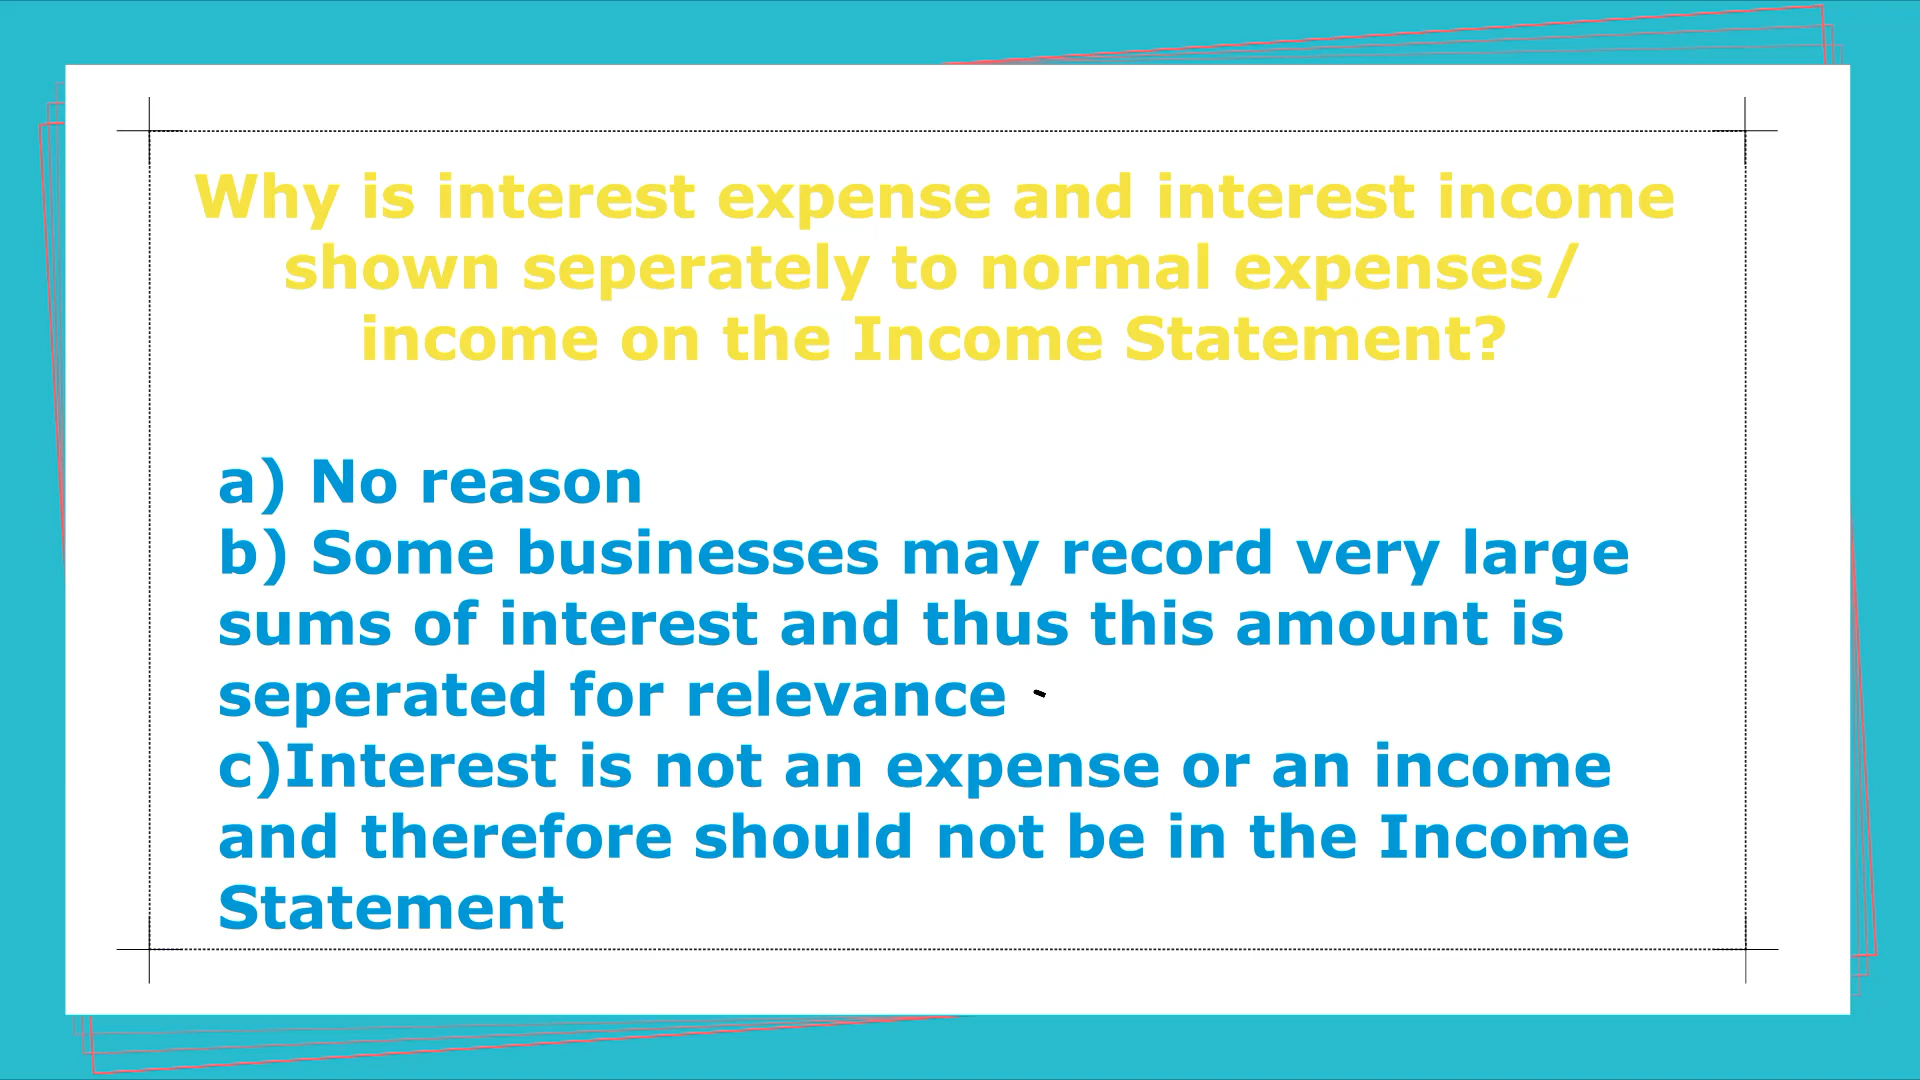 Why is interest expense and interest income
shown seperately to normal expenses/
income on the Income Statement?
a) No reason
b) Some businesses may record very large
sums of interest and thus this amount is
seperated for relevance
c)Interest is not an expense or an income
and therefore should not be in the Income
Statement